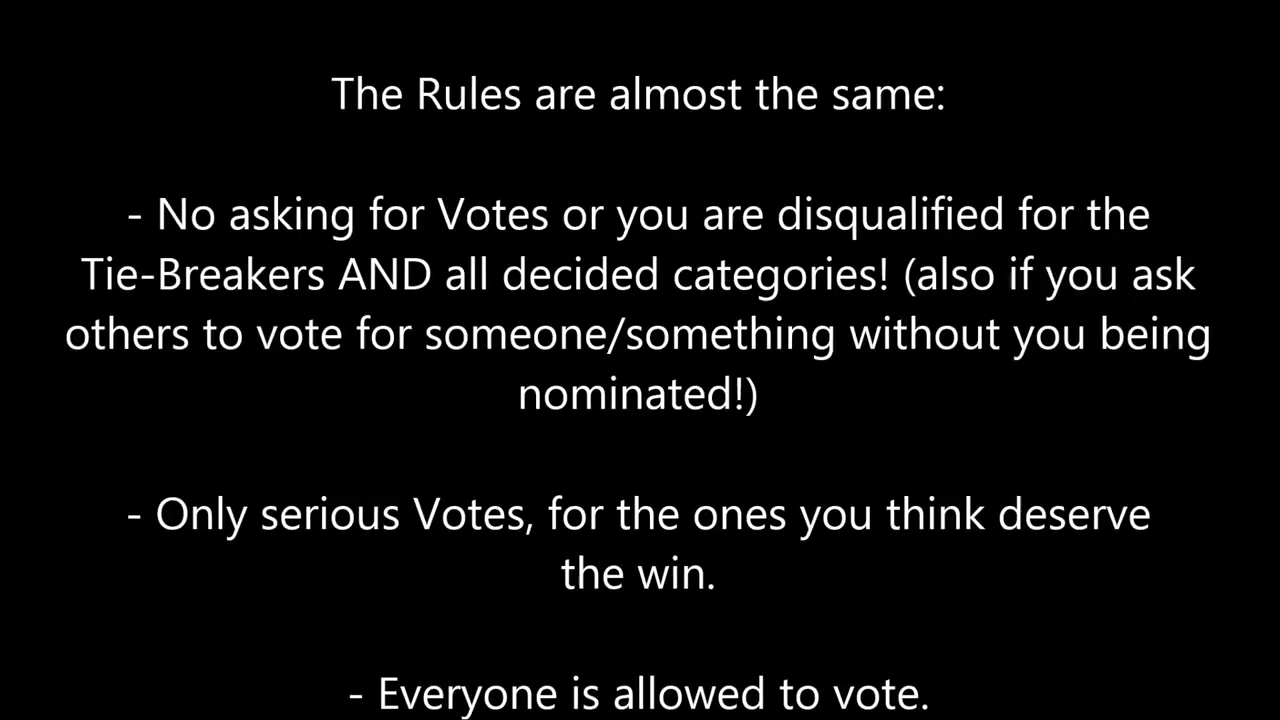 The Rules are almost the same:
- No asking for Votes or you are disqualified for the
Tie-Breakers AND all decided categories! (also if you ask
others to vote for someone/something without you being
nominated!)
- Only serious Votes, for the ones you think deserve
the win.
- Everyone is allowed to vote.